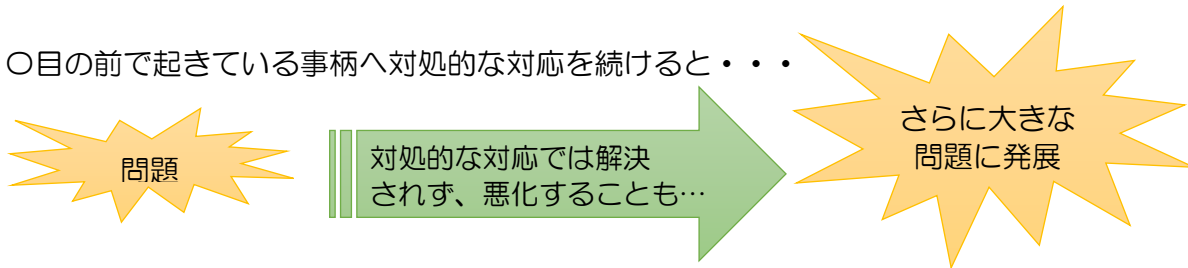 〇目の前で起きている事柄へ対処的な対応を続けると・・・
問題
対処的な対応では解決
されず、悪化することも…
さらに大きな
問題に発展